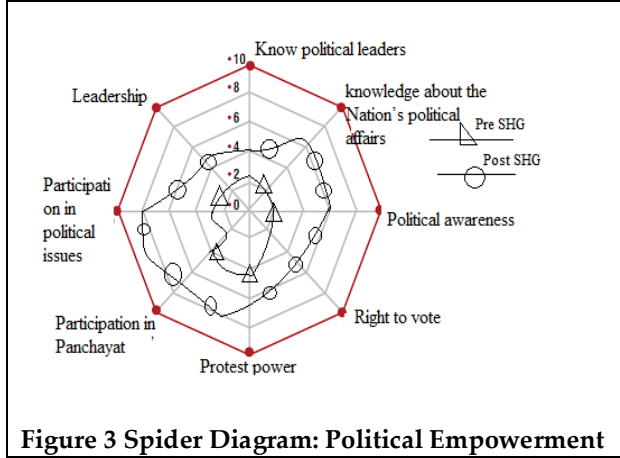 10
Know political leaders
8
knowledge about the
Nation's political
affairs
Leadership
6
Pre SHG
4
Post SHG
2
Participati
on in
political
issues
0
Political awareness
Right to vote
Participation in
Panchayat
Protest power
Figure 3 Spider Diagram: Political Empowerment